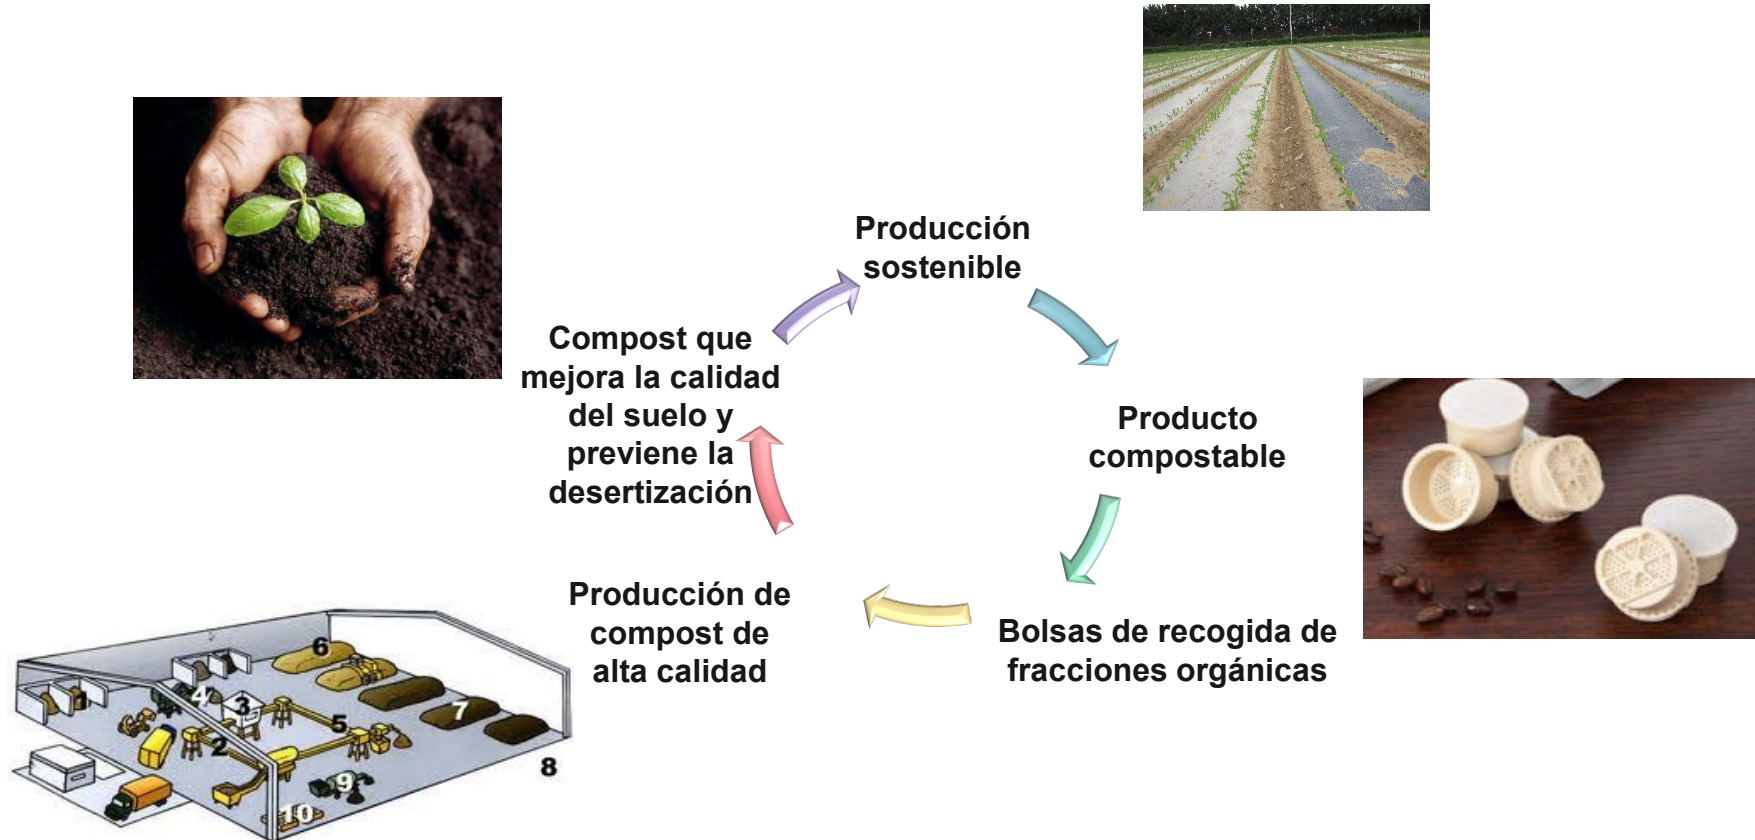 Producción
sostenible
Producto
compostable
Bolsas de recogida de
fracciones orgánicas
Producción de
compost de
alta calidad
Compost que
mejora la calidad
del suelo y
previene la
desertización
6
4
3
7
5
2
8
9
10